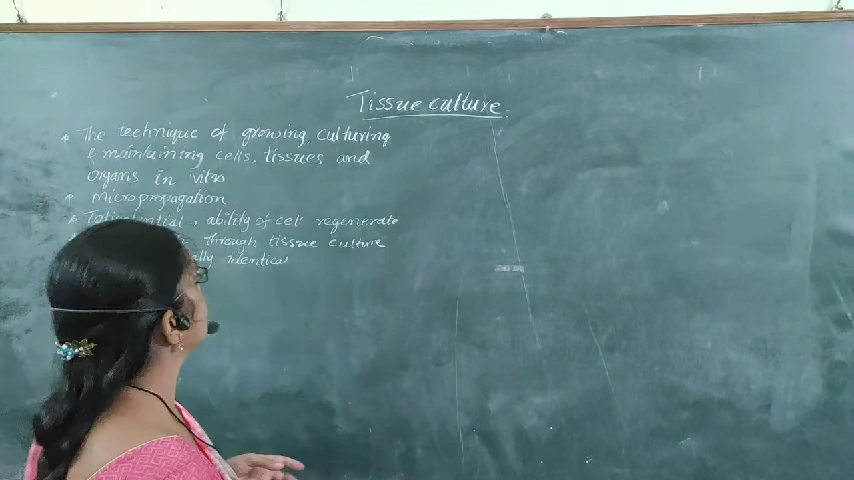 Tissue culture.
* The technique of growing, culturing
& maintaining cells, tissues and
organs in vitro
* micropropagation
* ability of cell regenerate
through tissue culture
ally identical